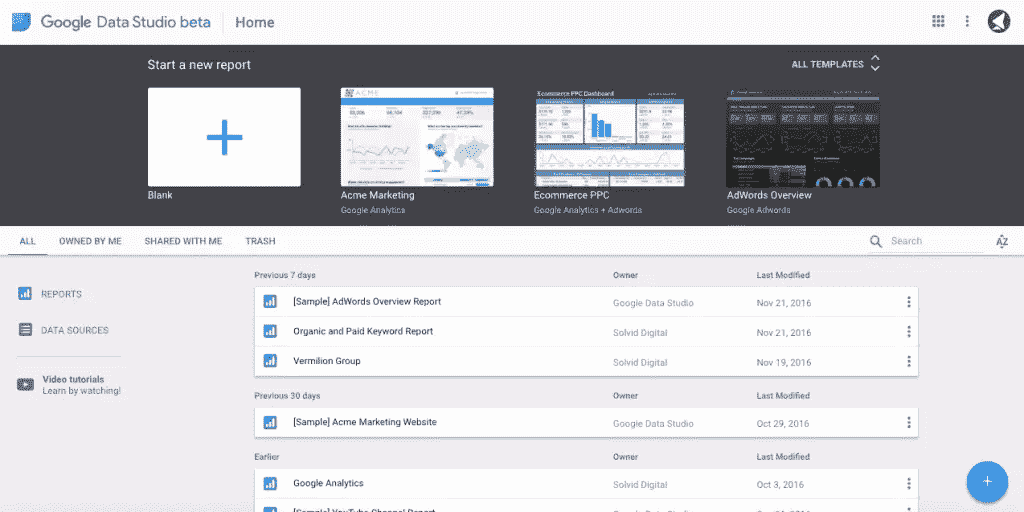 Google Data Studio beta Home
Start a new report
ALL TEMPLATES
ACME
Ecommerce PPC Dashboard
Blank
Acme Marketing
Google Analytics
Ecommerce PPC
Google Analytics + Adwords
AdWords Overview
Google Adwords
ALL OWNED BY ME SHARED WITH ME TRASH
Search
AZ
REPORTS
DATA SOURCES
Video tutorials
Learn by watching!
Previous 7 days Owner Last Modified
[Sample] AdWords Overview Report Google Data Studio Nov 21, 2016
Organic and Paid Keyword Report Solvid Digital Nov 21, 2016
Vermilion Group Solvid Digital Nov 19, 2016
Previous 30 days Owner Last Modified
[Sample] Acme Marketing Website Google Data Studio Oct 29, 2016
Earlier Owner Last Modified
Google Analytics Solvid Digital Oct 3, 2016
[Sample] YouTube Channel Report